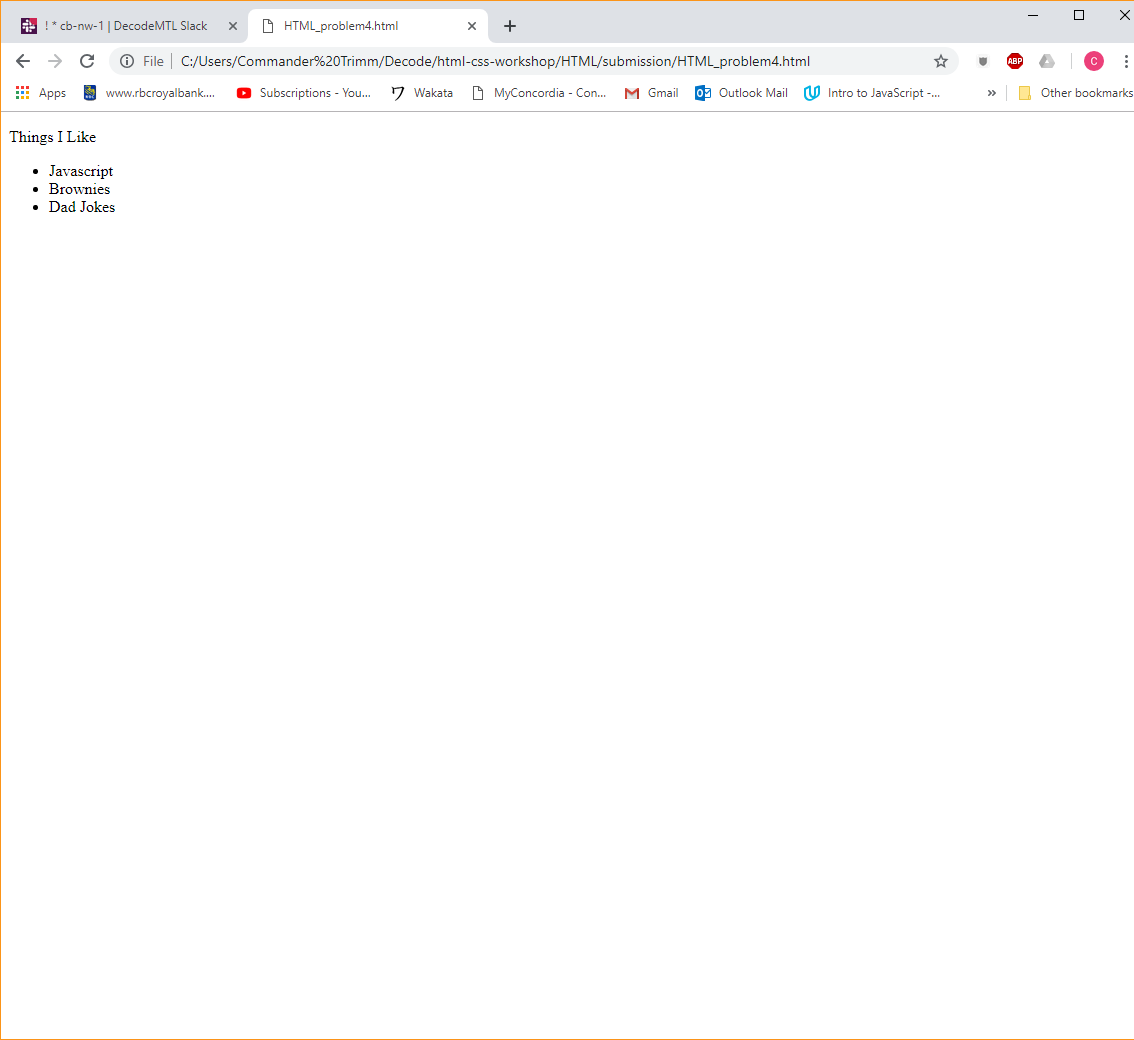 ! * cb-nw-1 | DecodeMTL Slack HTML_problem4.html
File C:/Users/Commander%20Trimm/Decode/html-css-workshop/HTML/submission/HTML_problem4.html ABP C
Apps www.rbcroyalbank.... Subscriptions - You... ワ Wakata MyConcordia - Con... Gmail Outlook Mail Intro to JavaScript -... » Other bookmarks
Things I Like
• Javascript
• Brownies
• Dad Jokes